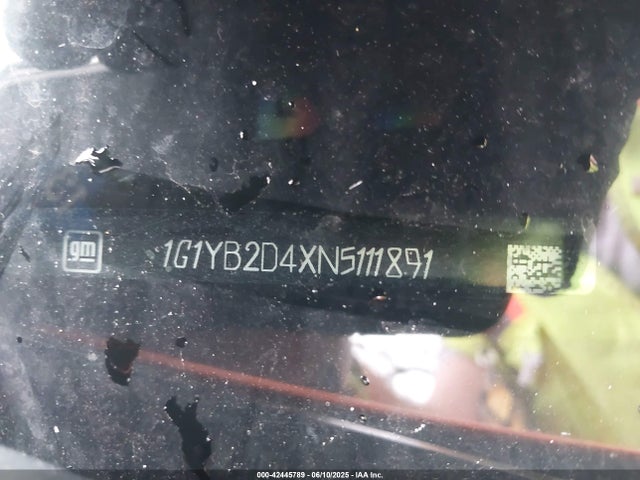 gm
1G1YB2D4XN5111891
000-42445789 - 06/10/2025 - IAA Inc.